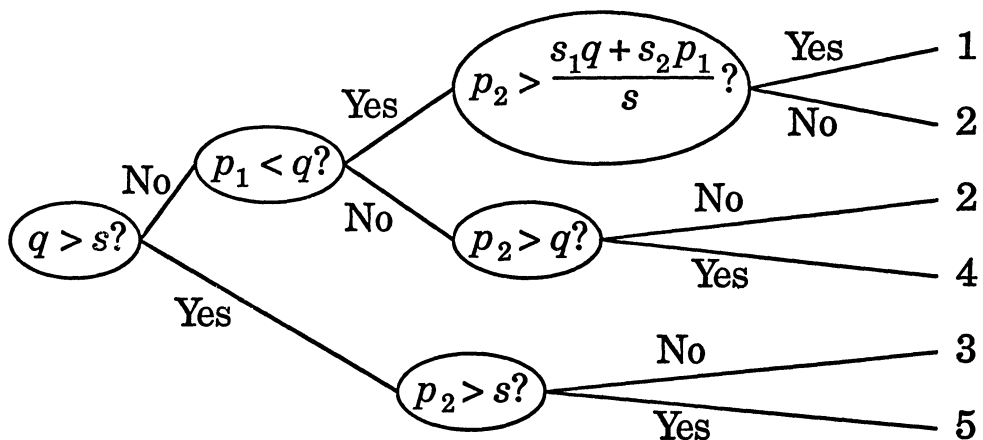 q > s?
No
Yes
p₁ < q?
Yes
No
p₂ > (s₁q + s₂p₁)/s ?
Yes
1
No
2
p₂ > q?
No
2
Yes
4
p₂ > s?
No
3
Yes
5